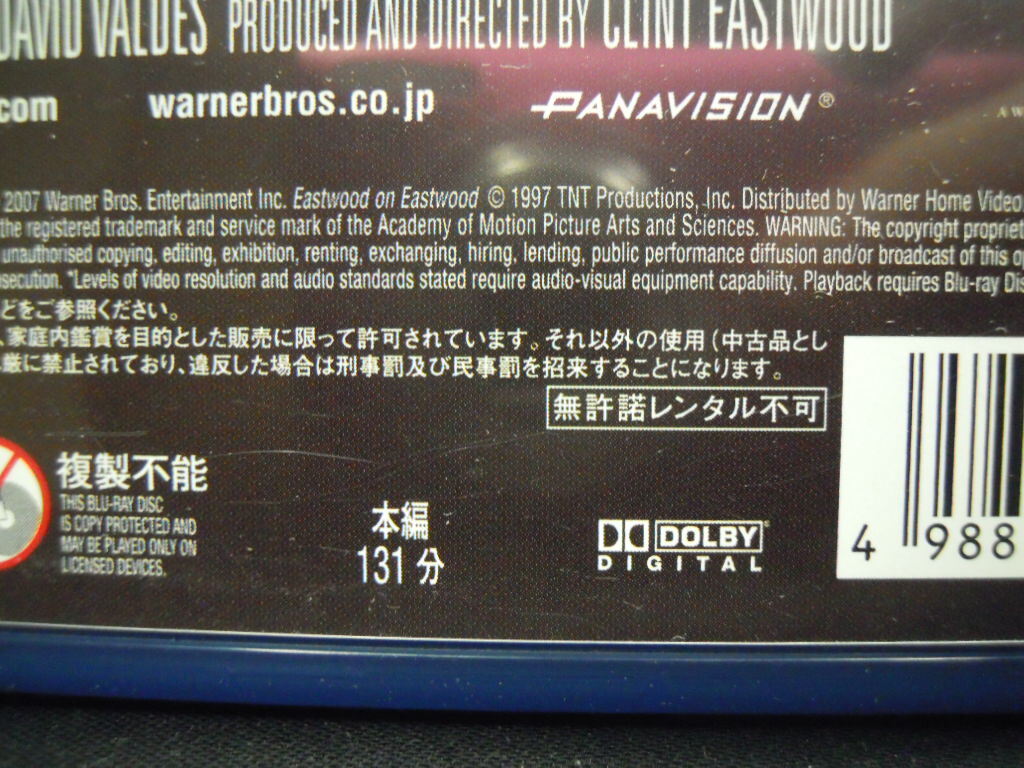 DAVID VALDES PRODUCED AND DIRECTED BY CLINT EASTWOOD
.com warnerbros.co.jp PANAVISION®
2007 Warner Bros. Entertainment Inc. Eastwood on Eastwood © 1997 TNT Productions, Inc. Distributed by Warner Home Video
the registered trademark and service mark of the Academy of Motion Picture Arts and Sciences. WARNING: The copyright propriet
unauthorised copying, editing, exhibition, renting, exchanging, hiring, lending, public performance diffusion and/or broadcast of this
secution. *Levels of video resolution and audio standards stated require audio-visual equipment capability. Playback requires Blu-ray Dis
どをご参照ください。
、家庭内鑑賞を目的とした販売に限って許可されています。それ以外の使用(中古品とし
厳に禁止されており、違反した場合は刑事罰及び民事罰を招来することになります。
無許諾レンタル不可
複製不能
THIS BLU-RAY DISC
IS COPY PROTECTED AND
MAY BE PLAYED ONLY ON
LICENSED DEVICES.
本編
131分
DOLBY
DIGITAL
4 988